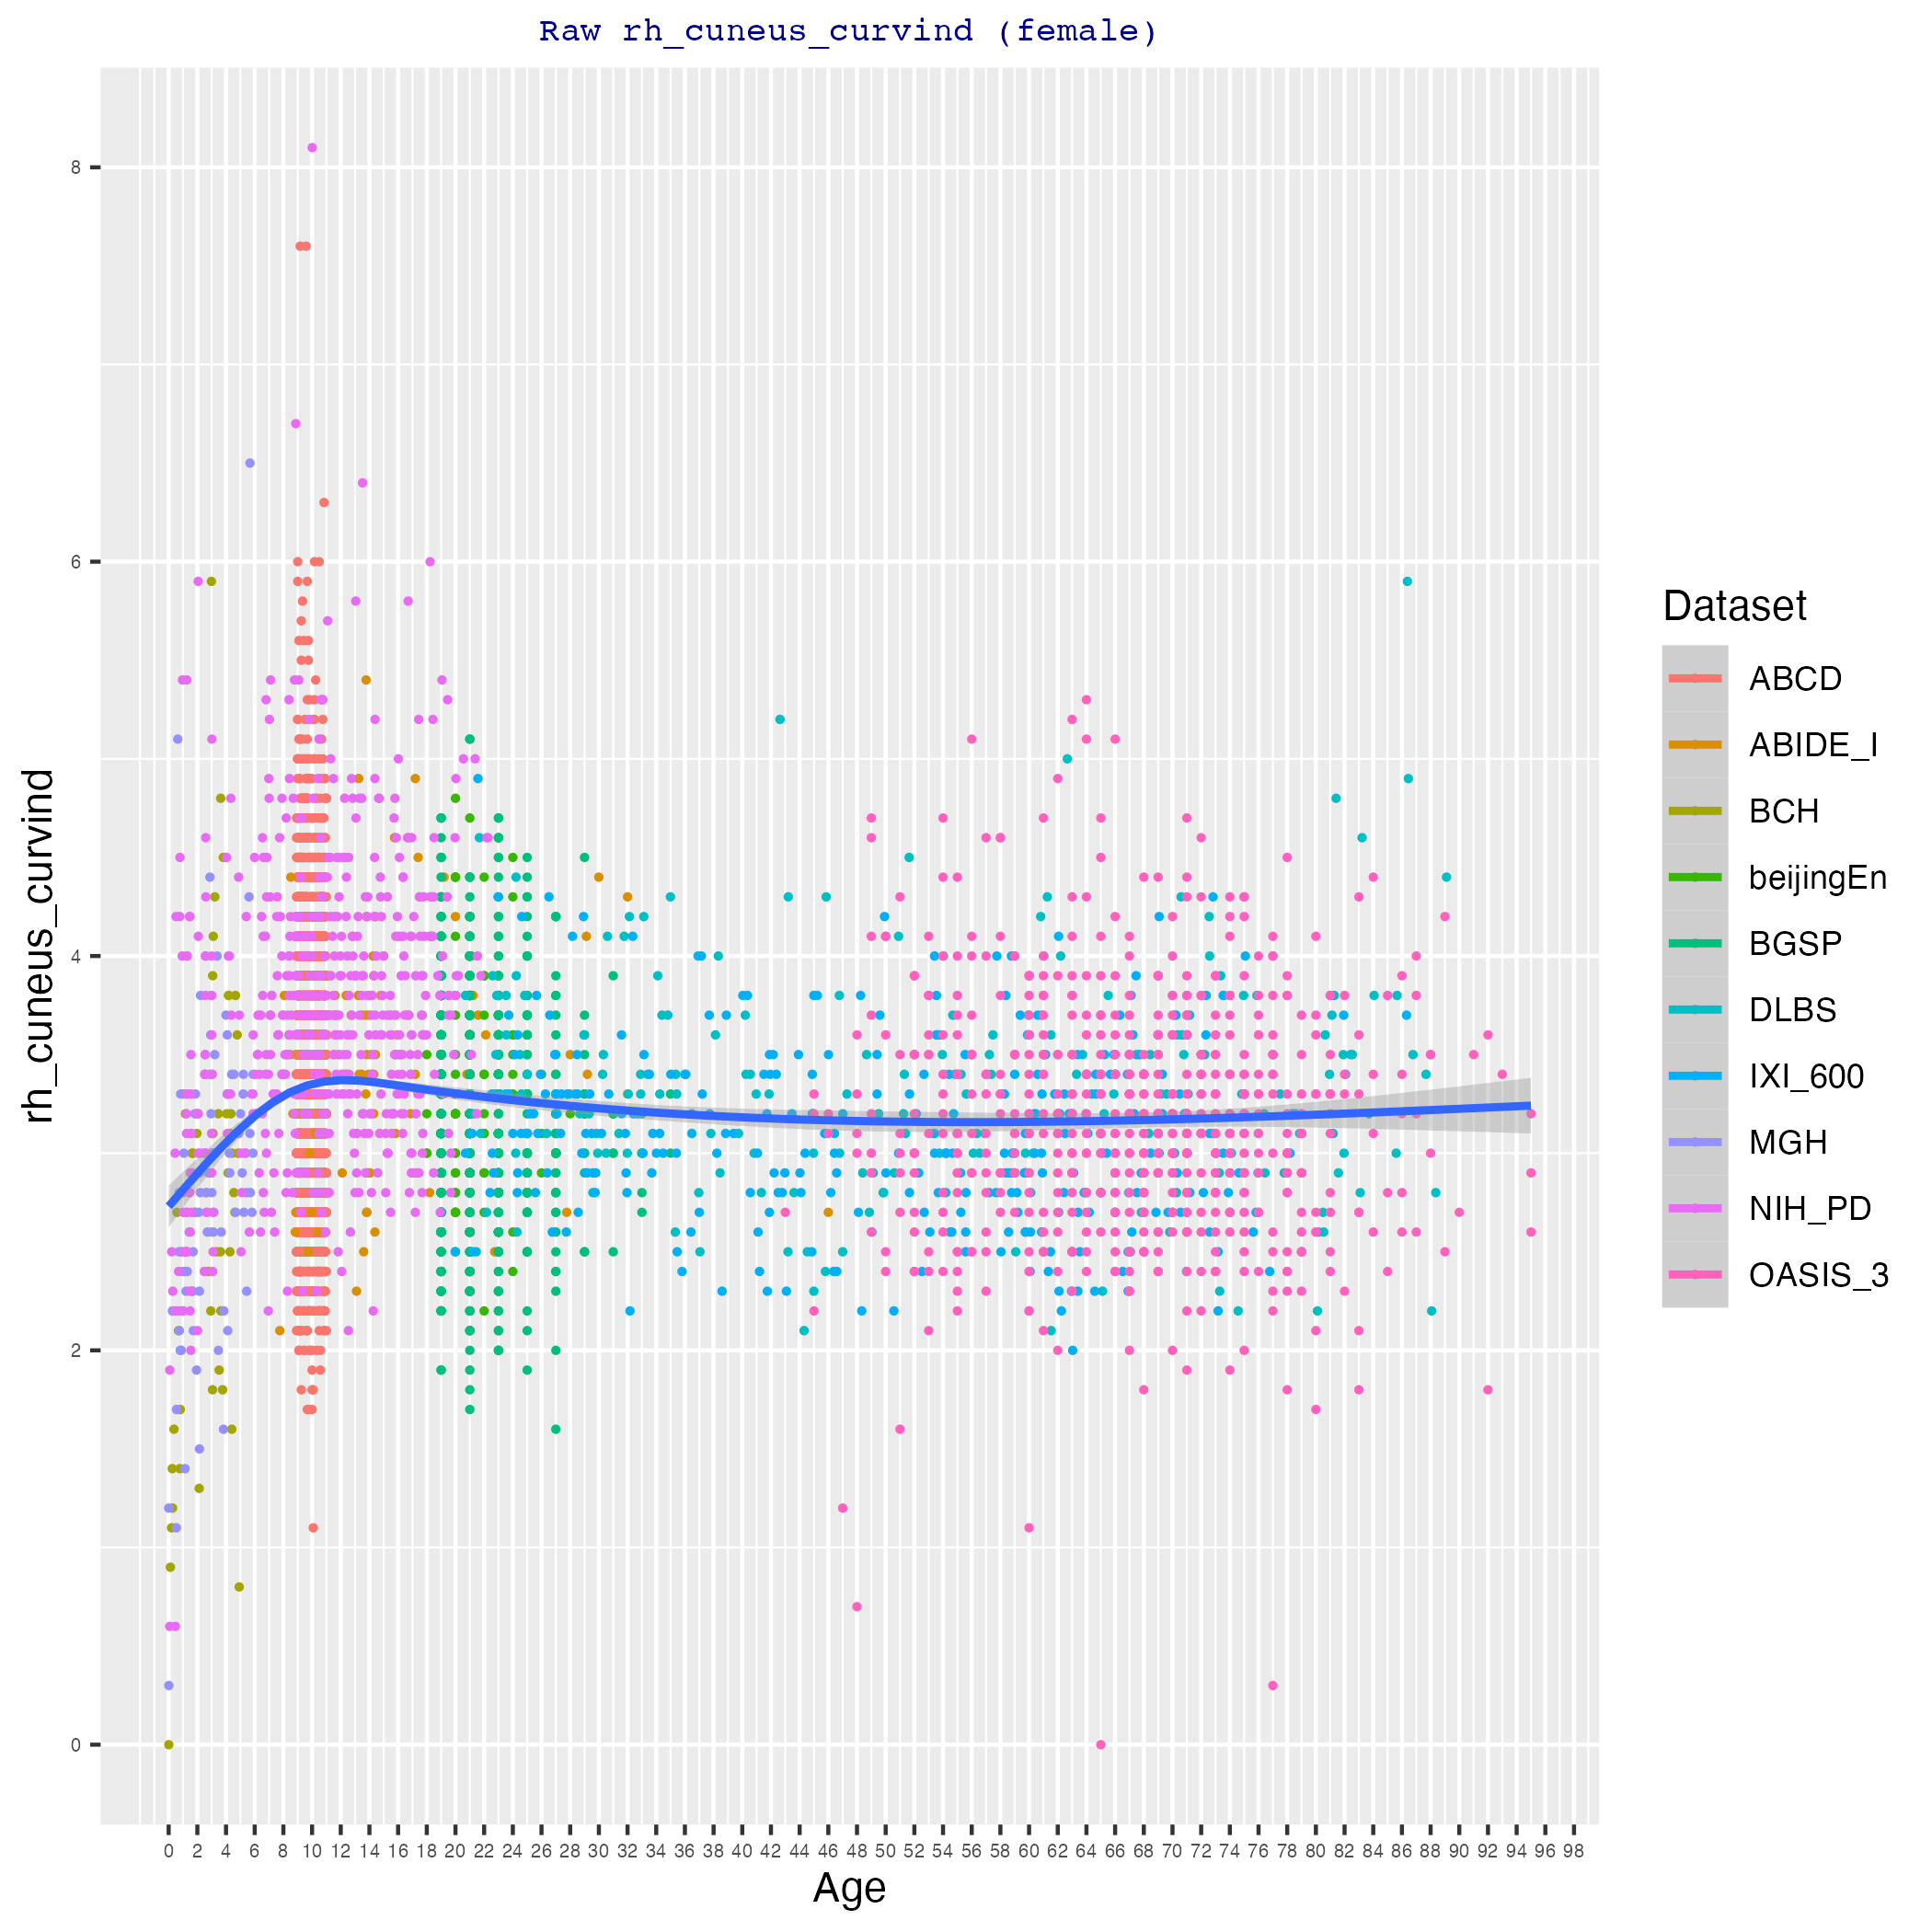 Raw rh_cuneus_curvind (female)
rh_cuneus_curvind
8
6
4
2
0
0 2 4 6 8 10 12 14 16 18 20 22 24 26 28 30 32 34 36 38 40 42 44 46 48 50 52 54 56 58 60 62 64 66 68 70 72 74 76 78 80 82 84 86 88 90 92 94 96 98
Age
Dataset
ABCD
ABIDE_I
BCH
beijingEn
BGSP
DLBS
IXI_600
MGH
NIH_PD
OASIS_3